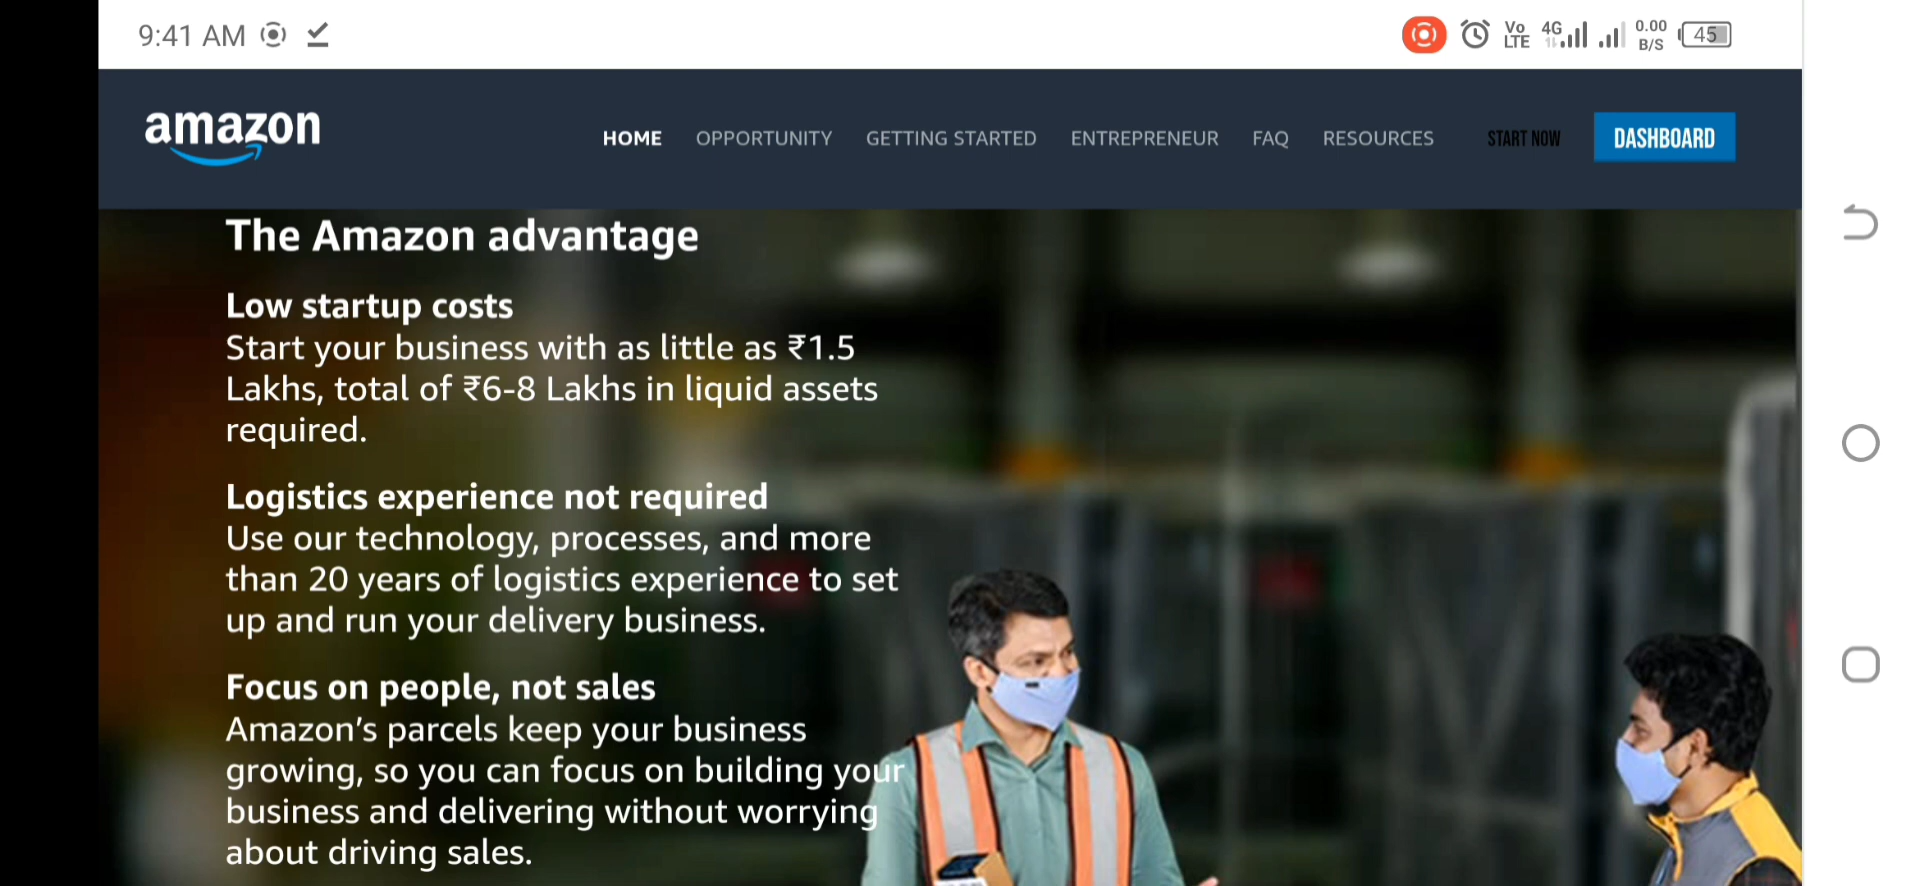 9:41 AM
Vo
LTE
4G
0.00
B/S
45
amazon
HOME OPPORTUNITY GETTING STARTED ENTREPRENEUR FAQ RESOURCES START NOW DASHBOARD
The Amazon advantage
Low startup costs
Start your business with as little as ₹1.5
Lakhs, total of ₹6-8 Lakhs in liquid assets
required.
Logistics experience not required
Use our technology, processes, and more
than 20 years of logistics experience to set
up and run your delivery business.
Focus on people, not sales
Amazon’s parcels keep your business
growing, so you can focus on building your
business and delivering without worrying
about driving sales.